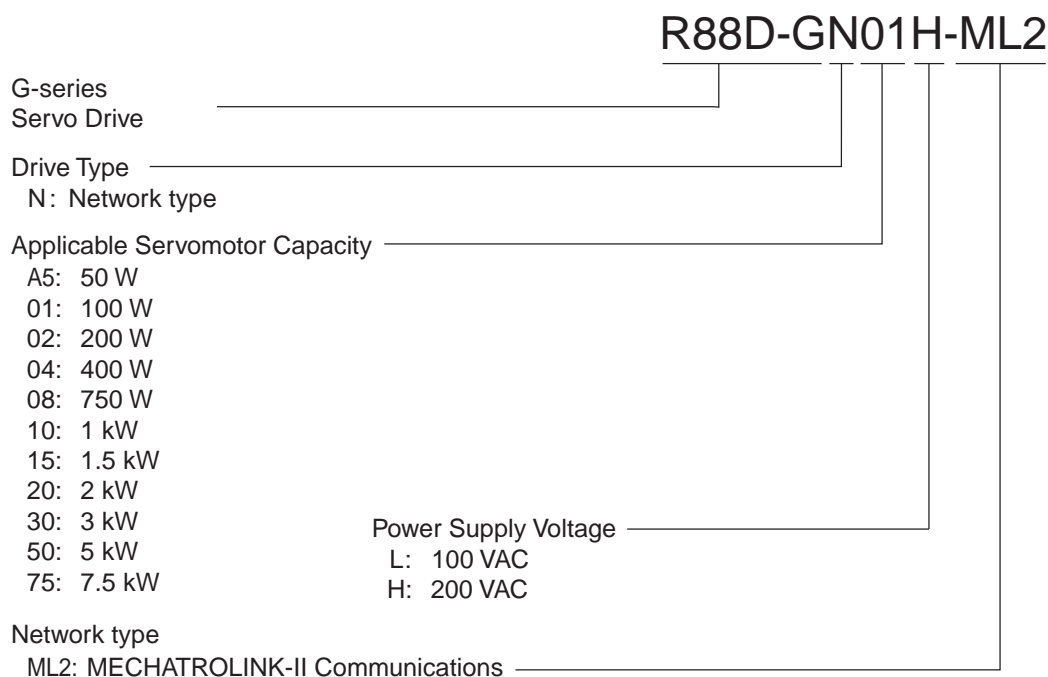 R88D-GN01H-ML2
G-series
Servo Drive
Drive Type
N: Network type
Applicable Servomotor Capacity
A5: 50 W
01: 100 W
02: 200 W
04: 400 W
08: 750 W
10: 1 kW
15: 1.5 kW
20: 2 kW
30: 3 kW
50: 5 kW
75: 7.5 kW
Power Supply Voltage
L: 100 VAC
H: 200 VAC
Network type
ML2: MECHATROLINK-II Communications